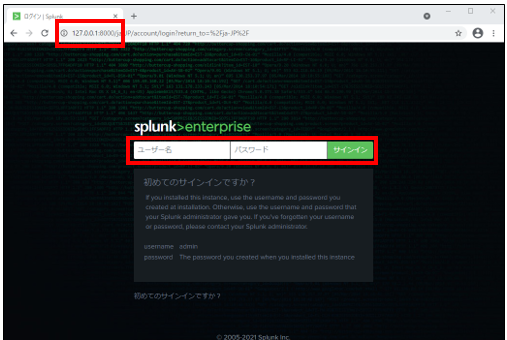 ログイン | Splunk
127.0.0.1:8000/ja-JP/account/login?return_to=%2Fja-JP%2F
splunk>enterprise
ユーザー名 パスワード サインイン
初めてのサインインですか？
If you installed this instance, use the username and password you
created at installation. Otherwise, use the username and password that
your Splunk administrator gave you. If you've forgotten your username
or password, please contact your Splunk administrator.
username admin
password The password you created when you installed this instance
初めてのサインインですか？
© 2005-2021 Splunk Inc.